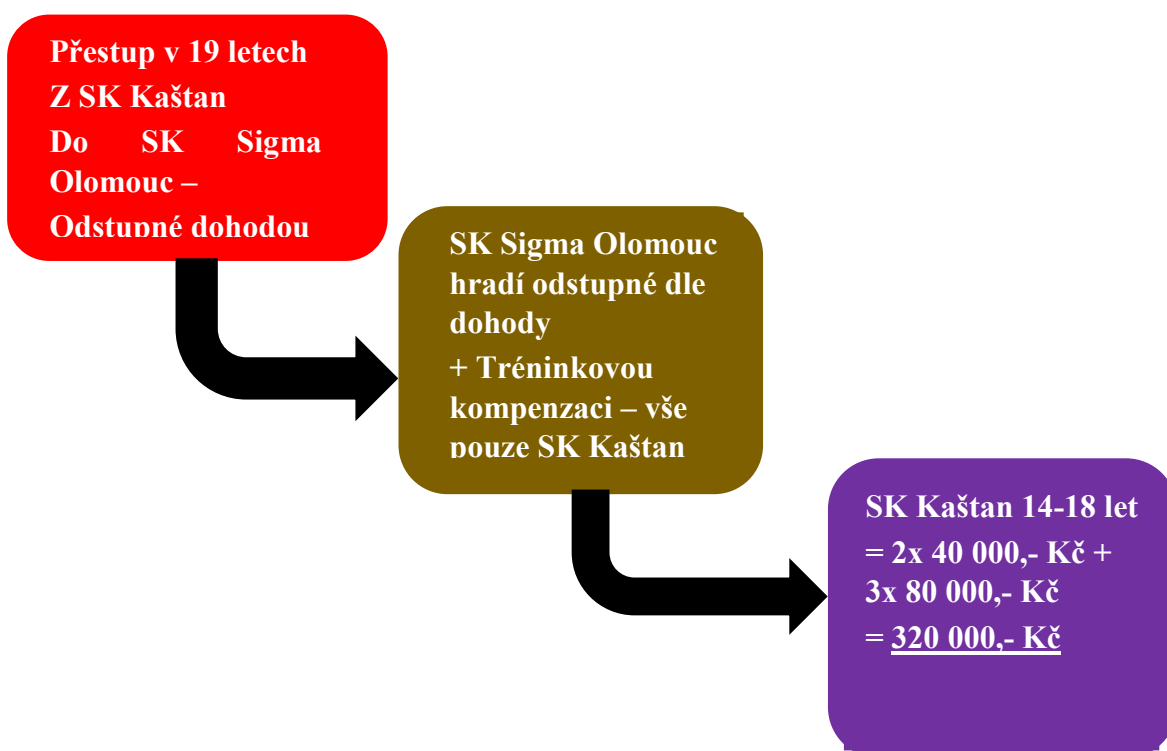 Přestup v 19 letech
Z SK Kaštan
Do SK Sigma
Olomouc –
Odstupné dohodou
SK Sigma Olomouc
hradí odstupné dle
dohody
+ Tréninkovou
kompenzaci – vše
pouze SK Kaštan
SK Kaštan 14-18 let
= 2x 40 000,- Kč +
3x 80 000,- Kč
= 320 000,- Kč